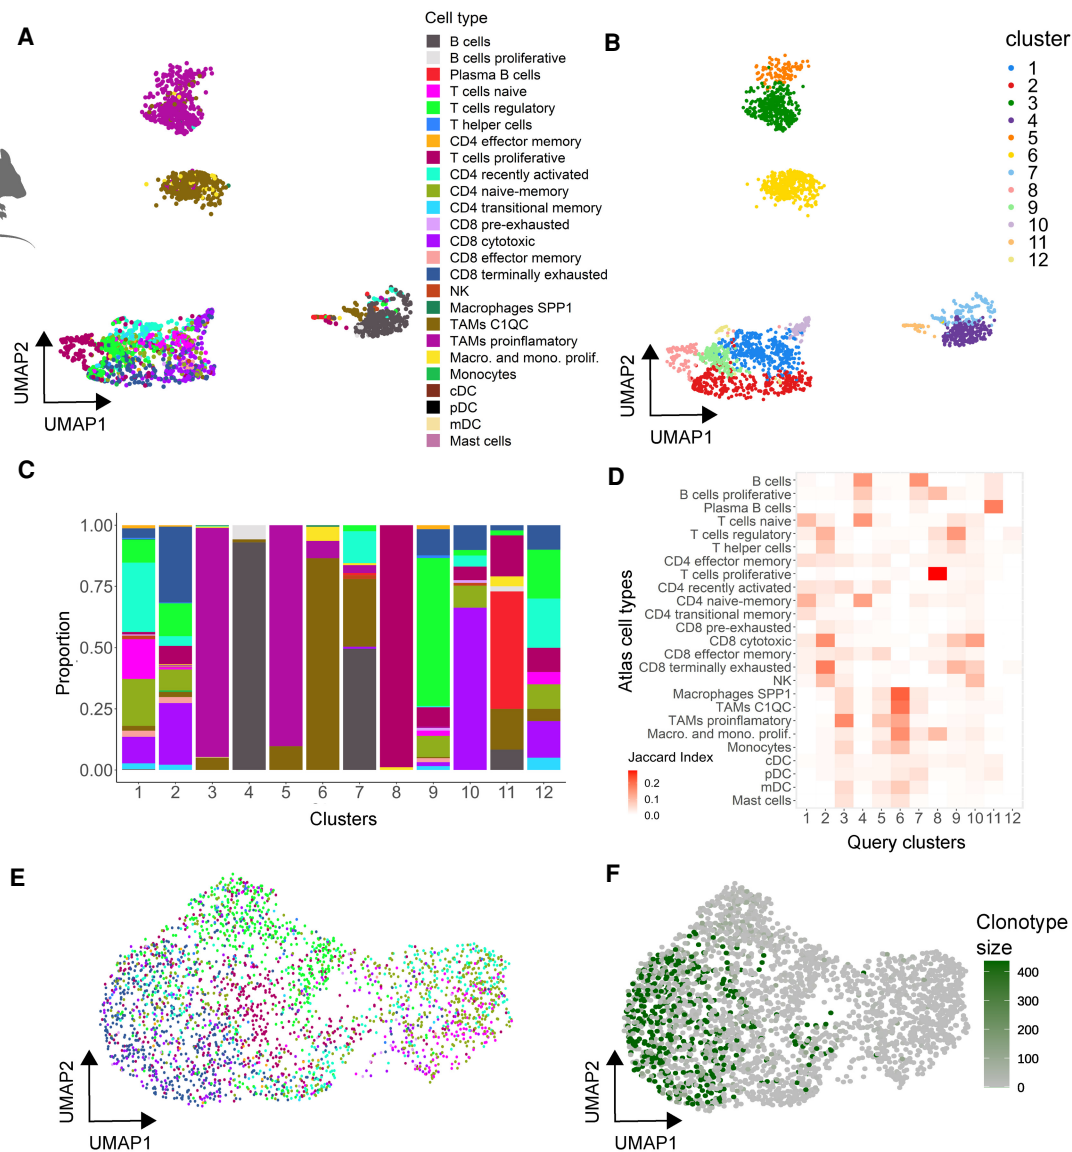 A
Cell type
B cells
B cells proliferative
Plasma B cells
T cells naive
T cells regulatory
T helper cells
CD4 effector memory
T cells proliferative
CD4 recently activated
CD4 naive-memory
CD4 transitional memory
CD8 pre-exhausted
CD8 cytotoxic
CD8 effector memory
CD8 terminally exhausted
NK
Macrophages SPP1
TAMs C1QC
TAMs proinflamatory
Macro. and mono. prolif.
Monocytes
cDC
pDC
mDC
Mast cells
UMAP2
UMAP1
B
cluster
1
2
3
4
5
6
7
8
9
10
11
12
UMAP2
UMAP1
C
Proportion
1.00
0.75
0.50
0.25
0.00
1 2 3 4 5 6 7 8 9 10 11 12
Clusters
D
Atlas cell types
B cells
B cells proliferative
Plasma B cells
T cells naive
T cells regulatory
T helper cells
CD4 effector memory
T cells proliferative
CD4 recently activated
CD4 naive-memory
CD4 transitional memory
CD8 pre-exhausted
CD8 cytotoxic
CD8 effector memory
CD8 terminally exhausted
NK
Macrophages SPP1
TAMs C1QC
TAMs proinflamatory
Macro. and mono. prolif.
Monocytes
cDC
pDC
mDC
Mast cells
Jaccard Index
0.2
0.1
0.0
1 2 3 4 5 6 7 8 9 10 11 12
Query clusters
E
UMAP2
UMAP1
F
Clonotype
size
400
300
200
100
0
UMAP2
UMAP1